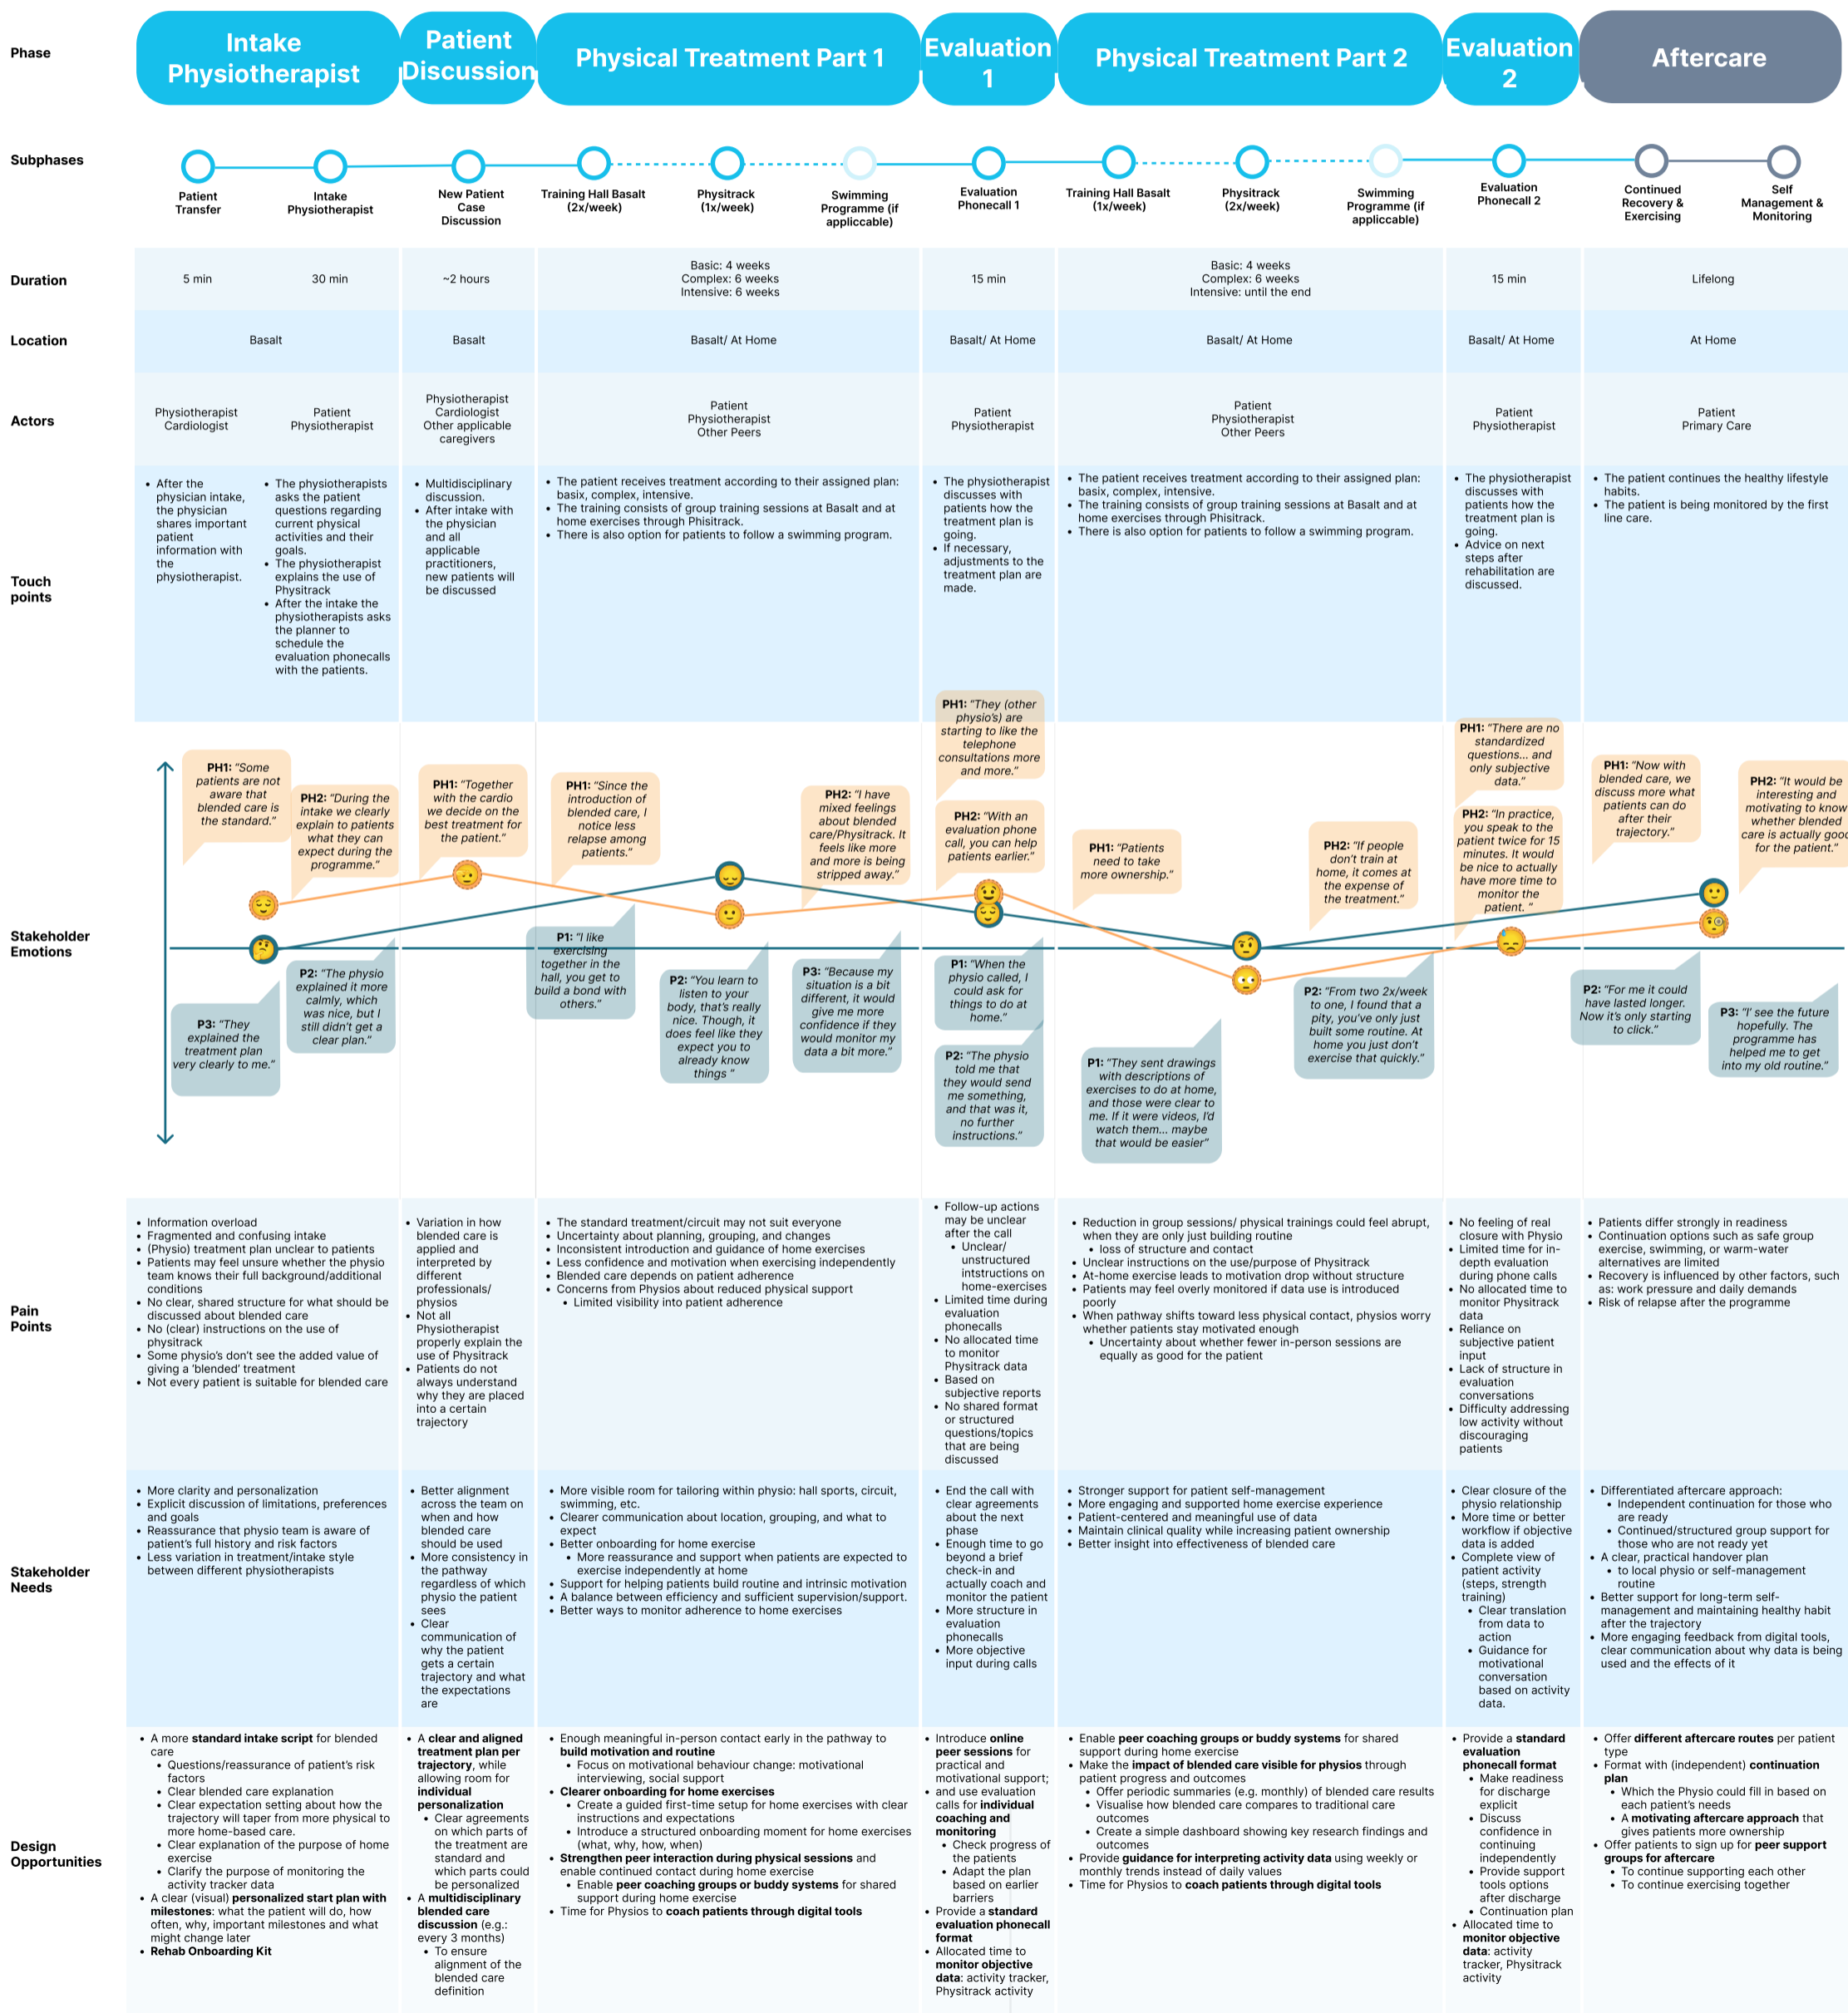 Phase
Intake
Physiotherapist
Patient
Discussion
Physical Treatment Part 1
Evaluation
1
Physical Treatment Part 2
Evaluation
2
Aftercare
Subphases
Patient
Transfer
Intake
Physiotherapist
New Patient
Case
Discussion
Training Hall Basalt
(2x/week)
Physitrack
(1x/week)
Swimming
Programme (if
appliccable)
Evaluation
Phonecall 1
Training Hall Basalt
(1x/week)
Physitrack
(2x/week)
Swimming
Programme (if
appliccable)
Evaluation
Phonecall 2
Continued
Recovery &
Exercising
Self
Management &
Monitoring
Duration
5 min
30 min
~2 hours
Basic: 4 weeks
Complex: 6 weeks
Intensive: 6 weeks
15 min
Basic: 4 weeks
Complex: 6 weeks
Intensive: until the end
15 min
Lifelong
Location
Basalt
Basalt
Basalt/ At Home
Basalt/ At Home
Basalt/ At Home
Basalt/ At Home
At Home
Actors
Physiotherapist
Cardiologist
Patient
Physiotherapist
Physiotherapist
Cardiologist
Other applicable
caregivers
Patient
Physiotherapist
Other Peers
Patient
Physiotherapist
Patient
Physiotherapist
Other Peers
Patient
Physiotherapist
Patient
Primary Care
Touch
points
• After the
physician intake,
the physician
shares important
patient
information with
the
physiotherapist.
• The physiotherapists
asks the patient
questions regarding
current physical
activities and their
goals.
• The physiotherapist
explains the use of
Physitrack
• After the intake the
physiotherapists asks
the planner to
schedule the
evaluation phonecalls
with the patients.
• Multidisciplinary
discussion.
• After intake with
the physician
and all
applicable
practitioners,
new patients will
be discussed
• The patient receives treatment according to their assigned plan:
basix, complex, intensive.
• The training consists of group training sessions at Basalt and at
home exercises through Phisitrack.
• There is also option for patients to follow a swimming program.
• The physiotherapist
discusses with
patients how the
treatment plan is
going.
• If necessary,
adjustments to the
treatment plan are
made.
• The patient receives treatment according to their assigned plan:
basix, complex, intensive.
• The training consists of group training sessions at Basalt and at
home exercises through Phisitrack.
• There is also option for patients to follow a swimming program.
• The physiotherapist
discusses with
patients how the
treatment plan is
going.
• Advice on next
steps after
rehabilitation are
discussed.
• The patient continues the healthy lifestyle
habits.
• The patient is being monitored by the first
line care.
Stakeholder
Emotions
PH1: "Some
patients are not
aware that
blended care is
the standard."
PH2: "During the
intake we clearly
explain to patients
what they can
expect during the
programme."
PH1: "Together
with the cardio
we decide on the
best treatment for
the patient."
PH1: "Since the
introduction of
blended care, I
notice less
relapse among
patients."
PH2: "I have
mixed feelings
about blended
care/Physitrack. It
feels like more
and more is being
stripped away."
PH1: "They (other
physio's) are
starting to like the
telephone
consultations more
and more."
PH2: "With an
evaluation phone
call, you can help
patients earlier."
PH1: "Patients
need to take
more ownership."
PH2: "If people
don't train at
home, it comes at
the expense of
the treatment."
PH1: "There are no
standardized
questions... and
only subjective
data."
PH2: "In practice,
you speak to the
patient twice for 15
minutes. It would
be nice to actually
have more time to
monitor the
patient. "
PH1: "Now with
blended care, we
discuss more what
patients can do
after their
trajectory."
PH2: "It would be
interesting and
motivating to know
whether blended
care is actually good
for the patient."
P3: "They
explained the
treatment plan
very clearly to me."
P2: "The physio
explained it more
calmly, which
was nice, but I
still didn't get a
clear plan."
P1: "I like
exercising
together in the
hall, you get to
build a bond with
others."
P2: "You learn to
listen to your
body, that's really
nice. Though, it
does feel like they
expect you to
already know
things "
P3: "Because my
situation is a bit
different, it would
give me more
confidence if they
would monitor my
data a bit more."
P1: "When the
physio called, I
could ask for
things to do at
home."
P2: "The physio
told me that
they would send
me something,
and that was it,
no further
instructions."
P1: "They sent drawings
with descriptions of
exercises to do at home,
and those were clear to
me. If it were videos, I'd
watch them... maybe
that would be easier"
P2: "From two 2x/week
to one, I found that a
pity, you've only just
built some routine. At
home you just don't
exercise that quickly."
P2: "For me it could
have lasted longer.
Now it's only starting
to click."
P3: "I see the future
hopefully. The
programme has
helped me to get
into my old routine."
Pain
Points
• Information overload
• Fragmented and confusing intake
• (Physio) treatment plan unclear to patients
• Patients may feel unsure whether the physio
team knows their full background/additional
conditions
• No clear, shared structure for what should be
discussed about blended care
• No (clear) instructions on the use of
physitrack
• Some physio's don't see the added value of
giving a 'blended' treatment
• Not every patient is suitable for blended care
• Variation in how
blended care is
applied and
interpreted by
different
professionals/
physios
• Not all
Physiotherapist
properly explain the
use of Physitrack
• Patients do not
always understand
why they are placed
into a certain
trajectory
• The standard treatment/circuit may not suit everyone
• Uncertainty about planning, grouping, and changes
• Inconsistent introduction and guidance of home exercises
• Less confidence and motivation when exercising independently
• Blended care depends on patient adherence
• Concerns from Physios about reduced physical support
• Limited visibility into patient adherence
• Follow-up actions
may be unclear
after the call
• Unclear/
unstructured
intstructions on
home-exercises
• Limited time during
evaluation
phonecalls
• No allocated time
to monitor
Physitrack data
• Based on
subjective reports
• No shared format
or structured
questions/topics
that are being
discussed
• Reduction in group sessions/ physical trainings could feel abrupt,
when they are only just building routine
• loss of structure and contact
• Unclear instructions on the use/purpose of Physitrack
• At-home exercise leads to motivation drop without structure
• Patients may feel overly monitored if data use is introduced
poorly
• When pathway shifts toward less physical contact, physios worry
whether patients stay motivated enough
• Uncertainty about whether fewer in-person sessions are
equally as good for the patient
• No feeling of real
closure with Physio
• Limited time for in-
depth evaluation
during phone calls
• No allocated time to
monitor Physitrack
data
• Reliance on
subjective patient
input
• Lack of structure in
evaluation
conversations
• Difficulty addressing
low activity without
discouraging
patients
• Patients differ strongly in readiness
• Continuation options such as safe group
exercise, swimming, or warm-water
alternatives are limited
• Recovery is influenced by other factors, such
as: work pressure and daily demands
• Risk of relapse after the programme
Stakeholder
Needs
• More clarity and personalization
• Explicit discussion of limitations, preferences
and goals
• Reassurance that physio team is aware of
patient's full history and risk factors
• Less variation in treatment/intake style
between different physiotherapists
• Better alignment
across the team on
when and how
blended care
should be used
• More consistency in
the pathway
regardless of which
physio the patient
sees
• Clear
communication of
why the patient
gets a certain
trajectory and what
the expectations
are
• More visible room for tailoring within physio: hall sports, circuit,
swimming, etc.
• Clearer communication about location, grouping, and what to
expect
• Better onboarding for home exercise
• More reassurance and support when patients are expected to
exercise independently at home
• Support for helping patients build routine and intrinsic motivation
• A balance between efficiency and sufficient supervision/support.
• Better ways to monitor adherence to home exercises
• End the call with
clear agreements
about the next
phase
• Enough time to go
beyond a brief
check-in and
actually coach and
monitor the patient
• More structure in
evaluation
phonecalls
• More objective
input during calls
• Stronger support for patient self-management
• More engaging and supported home exercise experience
• Patient-centered and meaningful use of data
• Maintain clinical quality while increasing patient ownership
• Better insight into effectiveness of blended care
• Clear closure of the
physio relationship
• More time or better
workflow if objective
data is added
• Complete view of
patient activity
(steps, strength
training)
• Clear translation
from data to
action
• Guidance for
motivational
conversation
based on activity
data.
• Differentiated aftercare approach:
• Independent continuation for those who
are ready
• Continued/structured group support for
those who are not ready yet
• A clear, practical handover plan
• to local physio or self-management
routine
• Better support for long-term self-
management and maintaining healthy habit
after the trajectory
• More engaging feedback from digital tools,
clear communication about why data is being
used and the effects of it
Design
Opportunities
• A more standard intake script for blended
care
• Questions/reassurance of patient's risk
factors
• Clear blended care explanation
• Clear expectation setting about how the
trajectory will taper from more physical to
more home-based care.
• Clear explanation of the purpose of home
exercise
• Clarify the purpose of monitoring the
activity tracker data
• A clear (visual) personalized start plan with
milestones: what the patient will do, how
often, why, important milestones and what
might change later
• Rehab Onboarding Kit
• A clear and aligned
treatment plan per
trajectory, while
allowing room for
individual
personalization
• Clear agreements
on which parts of
the treatment are
standard and
which parts could
be personalized
• A multidisciplinary
blended care
discussion (e.g.:
every 3 months)
• To ensure
alignment of the
blended care
definition
• Enough meaningful in-person contact early in the pathway to
build motivation and routine
• Focus on motivational behaviour change: motivational
interviewing, social support
• Clearer onboarding for home exercises
• Create a guided first-time setup for home exercises with clear
instructions and expectations
• Introduce a structured onboarding moment for home exercises
(what, why, how, when)
• Strengthen peer interaction during physical sessions and
enable continued contact during home exercise
• Enable peer coaching groups or buddy systems for shared
support during home exercise
• Time for Physios to coach patients through digital tools
• Introduce online
peer sessions for
practical and
motivational support;
• and use evaluation
calls for individual
coaching and
monitoring
• Check progress of
the patients
• Adapt the plan
based on earlier
barriers
• Provide a standard
evaluation phonecall
format
• Allocated time to
monitor objective
data: activity tracker,
Physitrack activity
• Enable peer coaching groups or buddy systems for shared
support during home exercise
• Make the impact of blended care visible for physios through
patient progress and outcomes
• Offer periodic summaries (e.g. monthly) of blended care results
• Visualise how blended care compares to traditional care
outcomes
• Create a simple dashboard showing key research findings and
outcomes
• Provide guidance for interpreting activity data using weekly or
monthly trends instead of daily values
• Time for Physios to coach patients through digital tools
• Provide a standard
evaluation
phonecall format
• Make readiness
for discharge
explicit
• Discuss
confidence in
continuing
independently
• Provide support
tools options
after discharge
• Continuation plan
• Allocated time to
monitor objective
data: activity
tracker, Physitrack
activity
• Offer different aftercare routes per patient
type
• Format with (independent) continuation
plan
• Which the Physio could fill in based on
each patient's needs
• A motivating aftercare approach that
gives patients more ownership
• Offer patients to sign up for peer support
groups for aftercare
• To continue supporting each other
• To continue exercising together